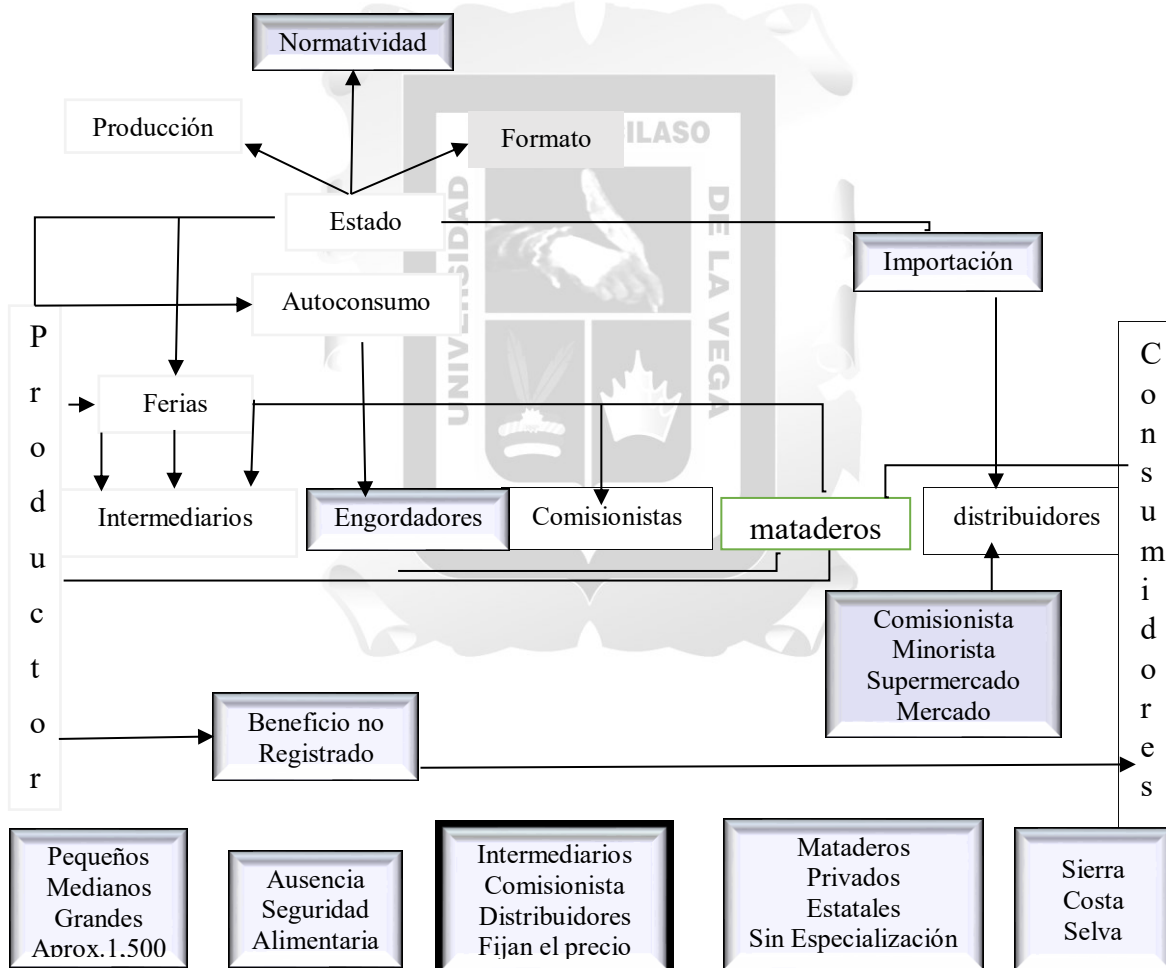 Normatividad
Producción
Formato
ILASO
UNIVERSIDAD
DE LA VEGA
Estado
Importación
Autoconsumo
Productor
Consumidores
Ferias
Intermediarios
Engordadores
Comisionistas
mataderos
distribuidores
Comisionista
Minorista
Supermercado
Mercado
Beneficio no
Registrado
Pequeños
Medianos
Grandes
Aprox.1.500
Ausencia
Seguridad
Alimentaria
Intermediarios
Comisionista
Distribuidores
Fijan el precio
Mataderos
Privados
Estatales
Sin Especialización
Sierra
Costa
Selva